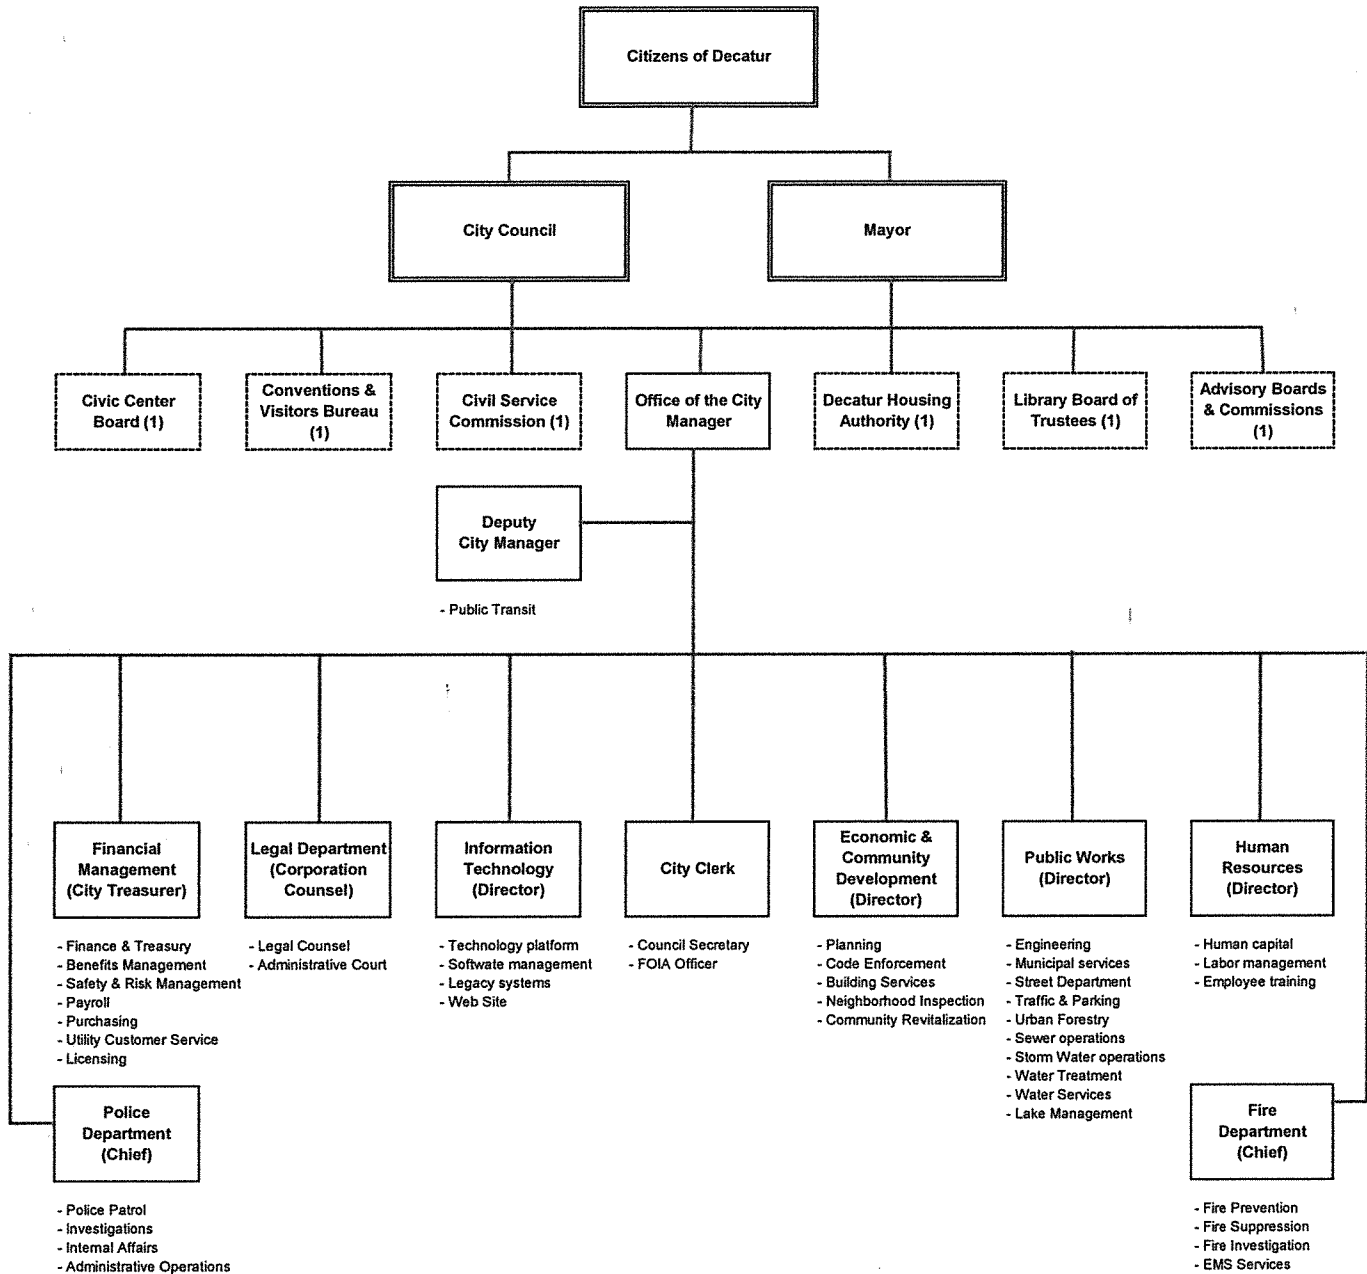 Citizens of Decatur
City Council
Mayor
Civic Center
Board (1)
Conventions &
Visitors Bureau
(1)
Civil Service
Commission (1)
Office of the City
Manager
Decatur Housing
Authority (1)
Library Board of
Trustees (1)
Advisory Boards
& Commissions
(1)
Deputy
City Manager
- Public Transit
Financial
Management
(City Treasurer)
- Finance & Treasury
- Benefits Management
- Safety & Risk Management
- Payroll
- Purchasing
- Utility Customer Service
- Licensing
Legal Department
(Corporation
Counsel)
- Legal Counsel
- Administrative Court
Information
Technology
(Director)
- Technology platform
- Softwate management
- Legacy systems
- Web Site
City Clerk
- Council Secretary
- FOIA Officer
Economic &
Community
Development
(Director)
- Planning
- Code Enforcement
- Building Services
- Neighborhood Inspection
- Community Revitalization
Public Works
(Director)
- Engineering
- Municipal services
- Street Department
- Traffic & Parking
- Urban Forestry
- Sewer operations
- Storm Water operations
- Water Treatment
- Water Services
- Lake Management
Human
Resources
(Director)
- Human capital
- Labor management
- Employee training
Police
Department
(Chief)
- Police Patrol
- Investigations
- Internal Affairs
- Administrative Operations
Fire
Department
(Chief)
- Fire Prevention
- Fire Suppression
- Fire Investigation
- EMS Services